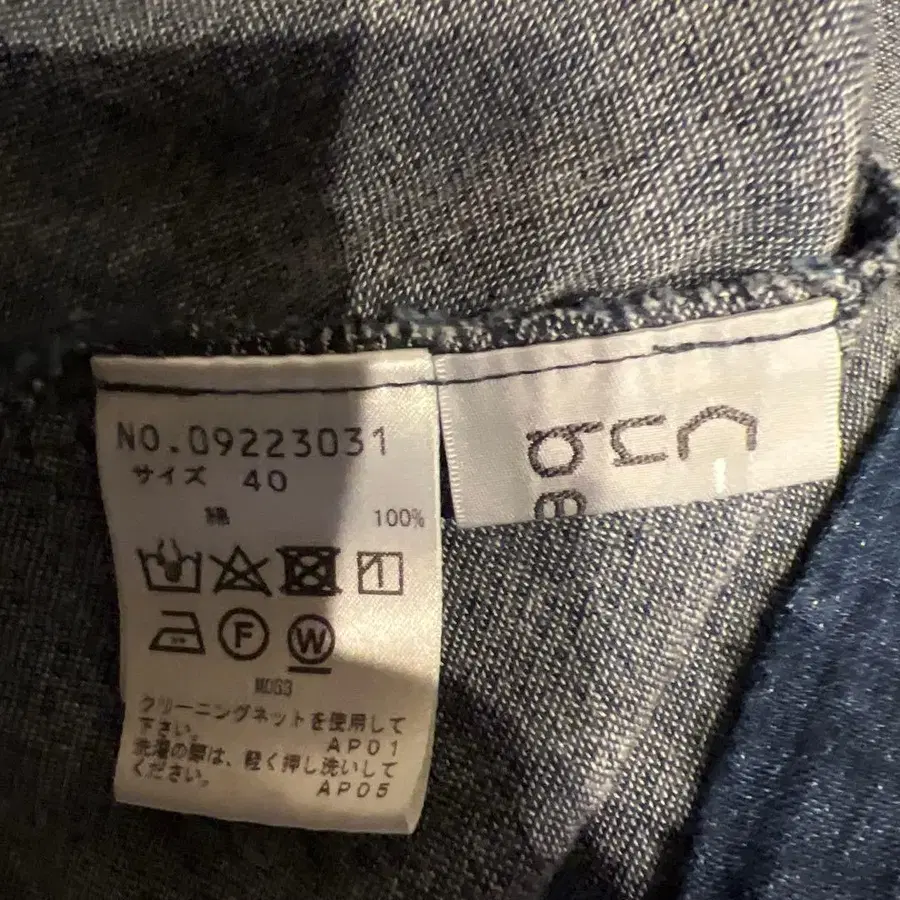 NO.09223031
サイズ 40
綿 100%
F W
MD63
クリーニングネットを使用して
下さい。
AP01
洗濯の際は、軽く押し洗いして
ください。
AP05